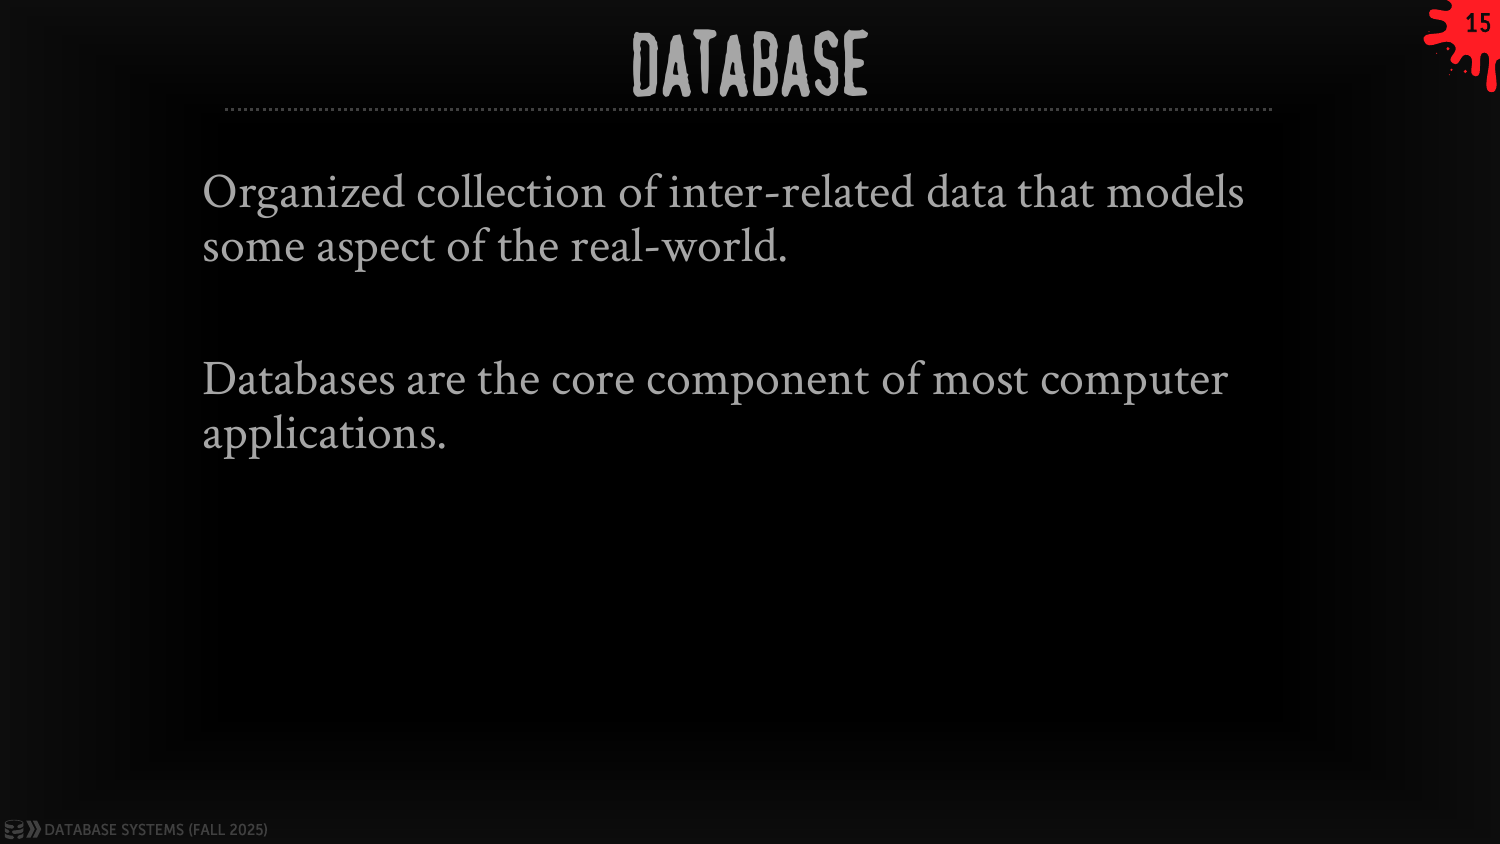 DATABASE
15
Organized collection of inter-related data that models
some aspect of the real-world.
Databases are the core component of most computer
applications.
DATABASE SYSTEMS (FALL 2025)